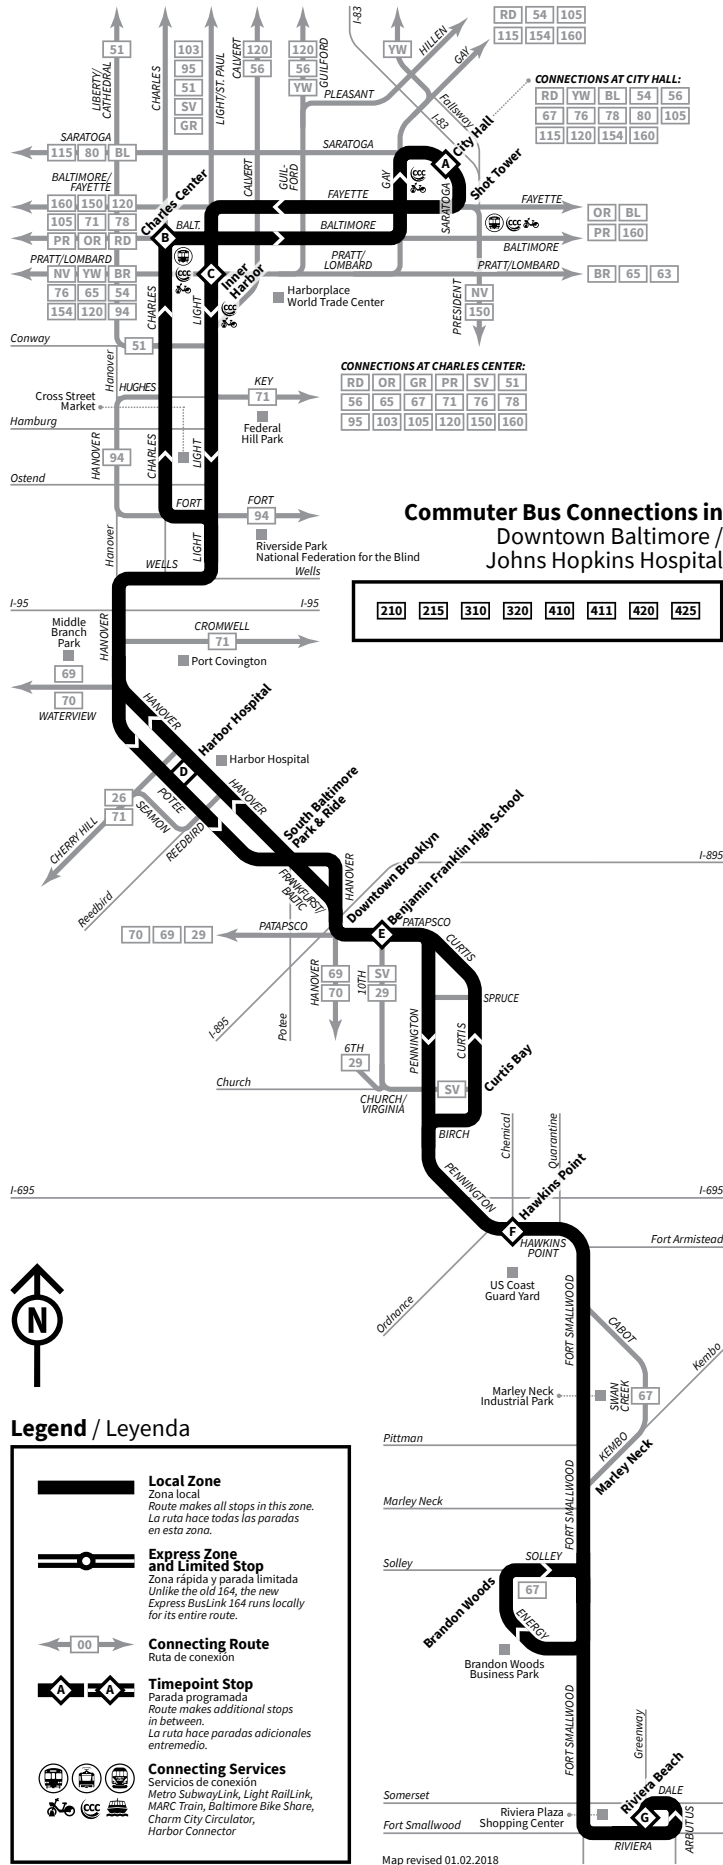 I-83
RD 54 105
115 154 160
51
103
95
51
SV
GR
120
56
120
56
YW
YW
LIBERTY/
CATHEDRAL
CHARLES
LIGHT/ST. PAUL
CALVERT
GUILFORD
HILLEN
GAY
PLEASANT
Fallsway
I-83
CONNECTIONS AT CITY HALL:
RD YW BL 54 56
67 76 78 80 105
115 120 154 160
City Hall
A
Shot Tower
SARATOGA
115 80 BL
SARATOGA
BALTIMORE/
FAYETTE
160 150 120
105 71 78
PR OR RD
Charles Center
CALVERT
GUIL-
FORD
GAY
CCC
SARATOGA
FAYETTE
FAYETTE
OR BL
PR 160
B
BALT.
BALTIMORE
CCC
BALTIMORE
PRATT/LOMBARD
NV YW BR
76 65 54
154 120 94
CCC
C
Inner
Harbor
PRATT/
LOMBARD
PRATT/LOMBARD
BR 65 63
CHARLES
LIGHT
CCC
Harborplace
World Trade Center
PRESIDENT
NV
150
Conway
51
Hanover
CONNECTIONS AT CHARLES CENTER:
RD OR GR PR SV 51
56 65 67 71 76 78
95 103 105 120 150 160
Cross Street
Market
HUGHES
KEY
71
Federal
Hill Park
Hamburg
HANOVER
94
CHARLES
LIGHT
Ostend
FORT
FORT
94
Hanover
LIGHT
Riverside Park
National Federation for the Blind
WELLS
Wells
Commuter Bus Connections in
Downtown Baltimore /
Johns Hopkins Hospital
210 215 310 320 410 411 420 425
I-95
I-95
Middle
Branch
Park
HANOVER
CROMWELL
71
Port Covington
69
70
WATERVIEW
HANOVER
Harbor Hospital
D
Harbor Hospital
26
71
CHERRY HILL
SEAMON
POTEE
HANOVER
REEDBIRD
Reedbird
South Baltimore
Park & Ride
FRANKFURST/
BALTIC
HANOVER
Downtown Brooklyn
Benjamin Franklin High School
I-895
70 69 29
PATAPSCO
E
PATAPSCO
CURTIS
I-895
Potee
HANOVER
69
70
10TH
SV
29
SPRUCE
PENNINGTON
CURTIS
Curtis Bay
6TH
29
Church
CHURCH/
VIRGINIA
SV
BIRCH
Chemical
Quarantine
PENNINGTON
Hawkins Point
I-695
I-695
F
HAWKINS
POINT
Fort Armistead
Ordnance
US Coast
Guard Yard
N
FORT SMALLWOOD
CABOT
Kembo
Marley Neck
Industrial Park
SWAN
CREEK
67
Pittman
KEMBO
Marley Neck
FORT SMALLWOOD
Marley Neck
Solley
SOLLEY
67
Brandon Woods
ENERGY
Brandon Woods
Business Park
FORT SMALLWOOD
Greenway
Riviera Beach
Somerset
DALE
Riviera Plaza
Shopping Center
G
ARBUTUS
Fort Smallwood
RIVIERA
Map revised 01.02.2018
Legend / Leyenda
Local Zone
Zona local
Route makes all stops in this zone.
La ruta hace todas las paradas
en esta zona.
Express Zone
and Limited Stop
Zona rápida y parada limitada
Unlike the old 164, the new
Express BusLink 164 runs locally
for its entire route.
00
Connecting Route
Ruta de conexión
A A
Timepoint Stop
Parada programada
Route makes additional stops
in between.
La ruta hace paradas adicionales
entremedio.
CCC
Connecting Services
Servicios de conexión
Metro SubwayLink, Light RailLink,
MARC Train, Baltimore Bike Share,
Charm City Circulator,
Harbor Connector